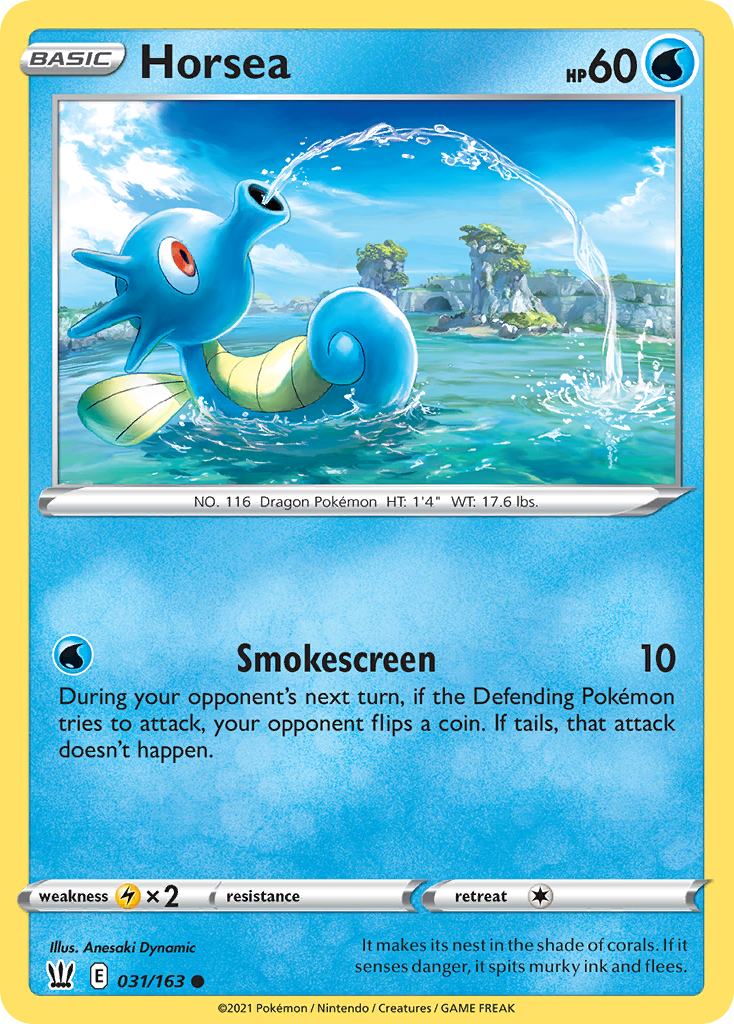 BASIC Horsea HP60
NO. 116 Dragon Pokémon HT: 1'4" WT: 17.6 lbs.
Smokescreen 10
During your opponent's next turn, if the Defending Pokémon
tries to attack, your opponent flips a coin. If tails, that attack
doesn't happen.
weakness ×2 resistance retreat
Illus. Anesaki Dynamic
It makes its nest in the shade of corals. If it
senses danger, it spits murky ink and flees.
E 031/163
©2021 Pokémon / Nintendo / Creatures / GAME FREAK